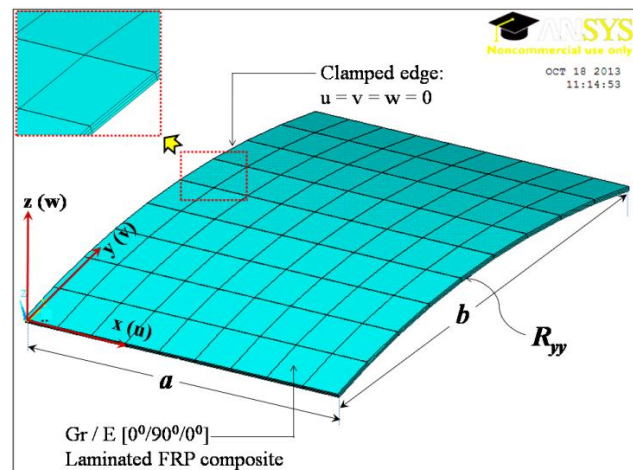 ANSYS
Noncommercial use only
OCT 18 2013
11:14:53
Clamped edge:
u = v = w = 0
z (w)
y (v)
x (u)
a
b
R_yy
Gr / E [0⁰/90⁰/0⁰]
Laminated FRP composite